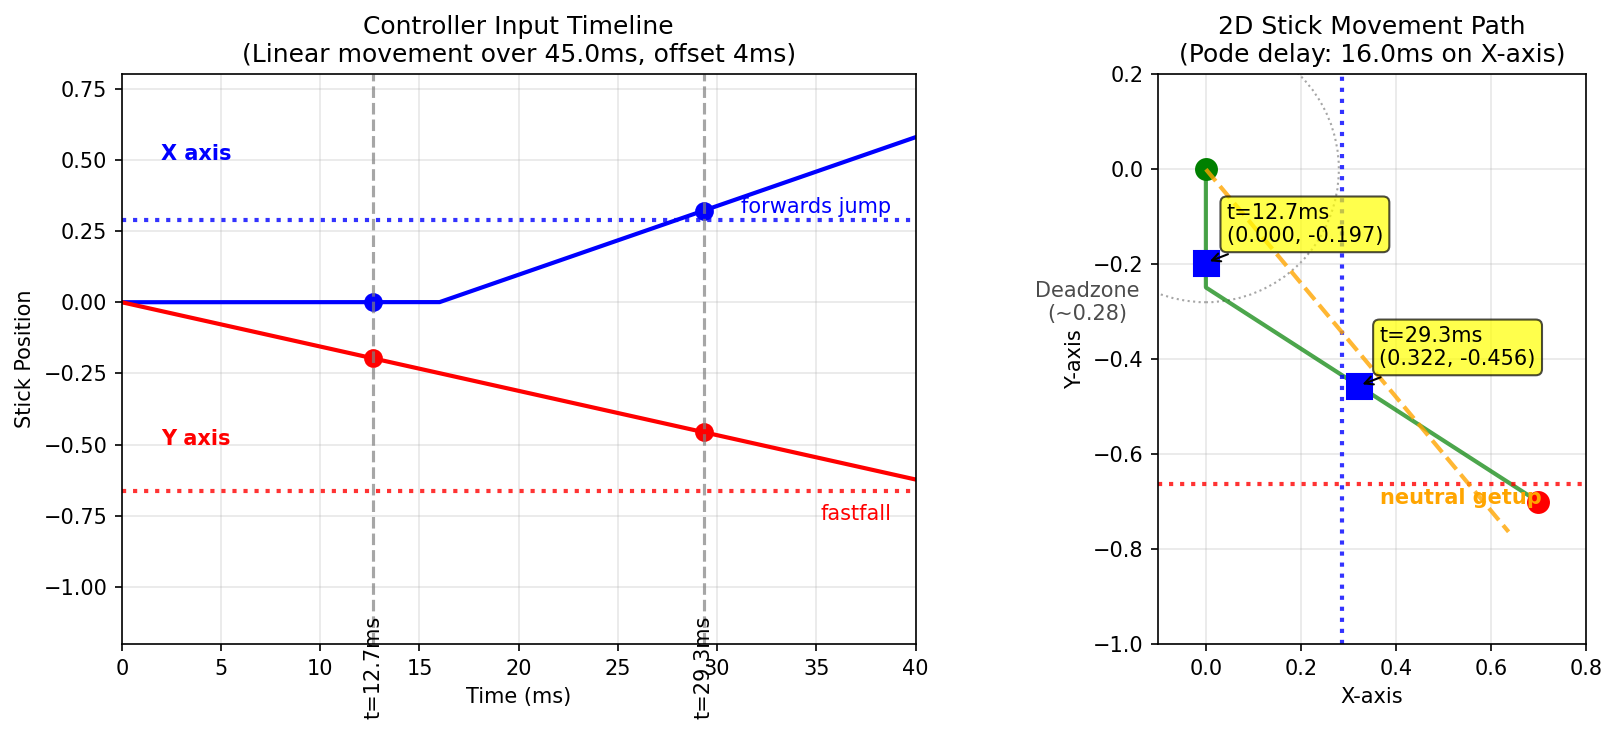 Controller Input Timeline
(Linear movement over 45.0ms, offset 4ms)
0.75
0.50
0.25
0.00
−0.25
−0.50
−0.75
−1.00
Stick Position
X axis
forwards jump
Y axis
fastfall
t=12.7ms
t=29.3ms
0
5
10
15
20
25
30
35
40
Time (ms)
2D Stick Movement Path
(Pode delay: 16.0ms on X-axis)
0.2
0.0
−0.2
−0.4
−0.6
−0.8
−1.0
Y-axis
Deadzone
(~0.28)
t=12.7ms
(0.000, -0.197)
t=29.3ms
(0.322, -0.456)
neutral getup
0.0
0.2
0.4
0.6
0.8
X-axis